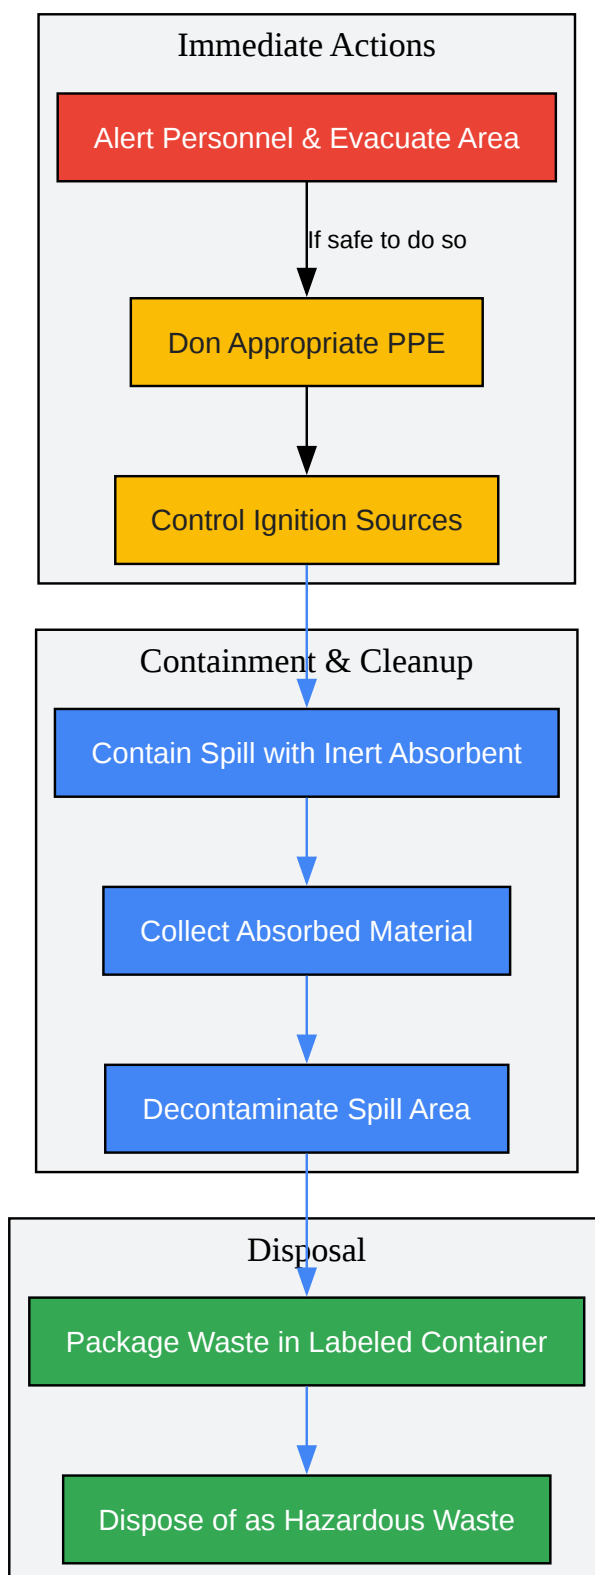 Immediate Actions
Alert Personnel & Evacuate Area
If safe to do so
Don Appropriate PPE
Control Ignition Sources
Containment & Cleanup
Contain Spill with Inert Absorbent
Collect Absorbed Material
Decontaminate Spill Area
Disposal
Package Waste in Labeled Container
Dispose of as Hazardous Waste